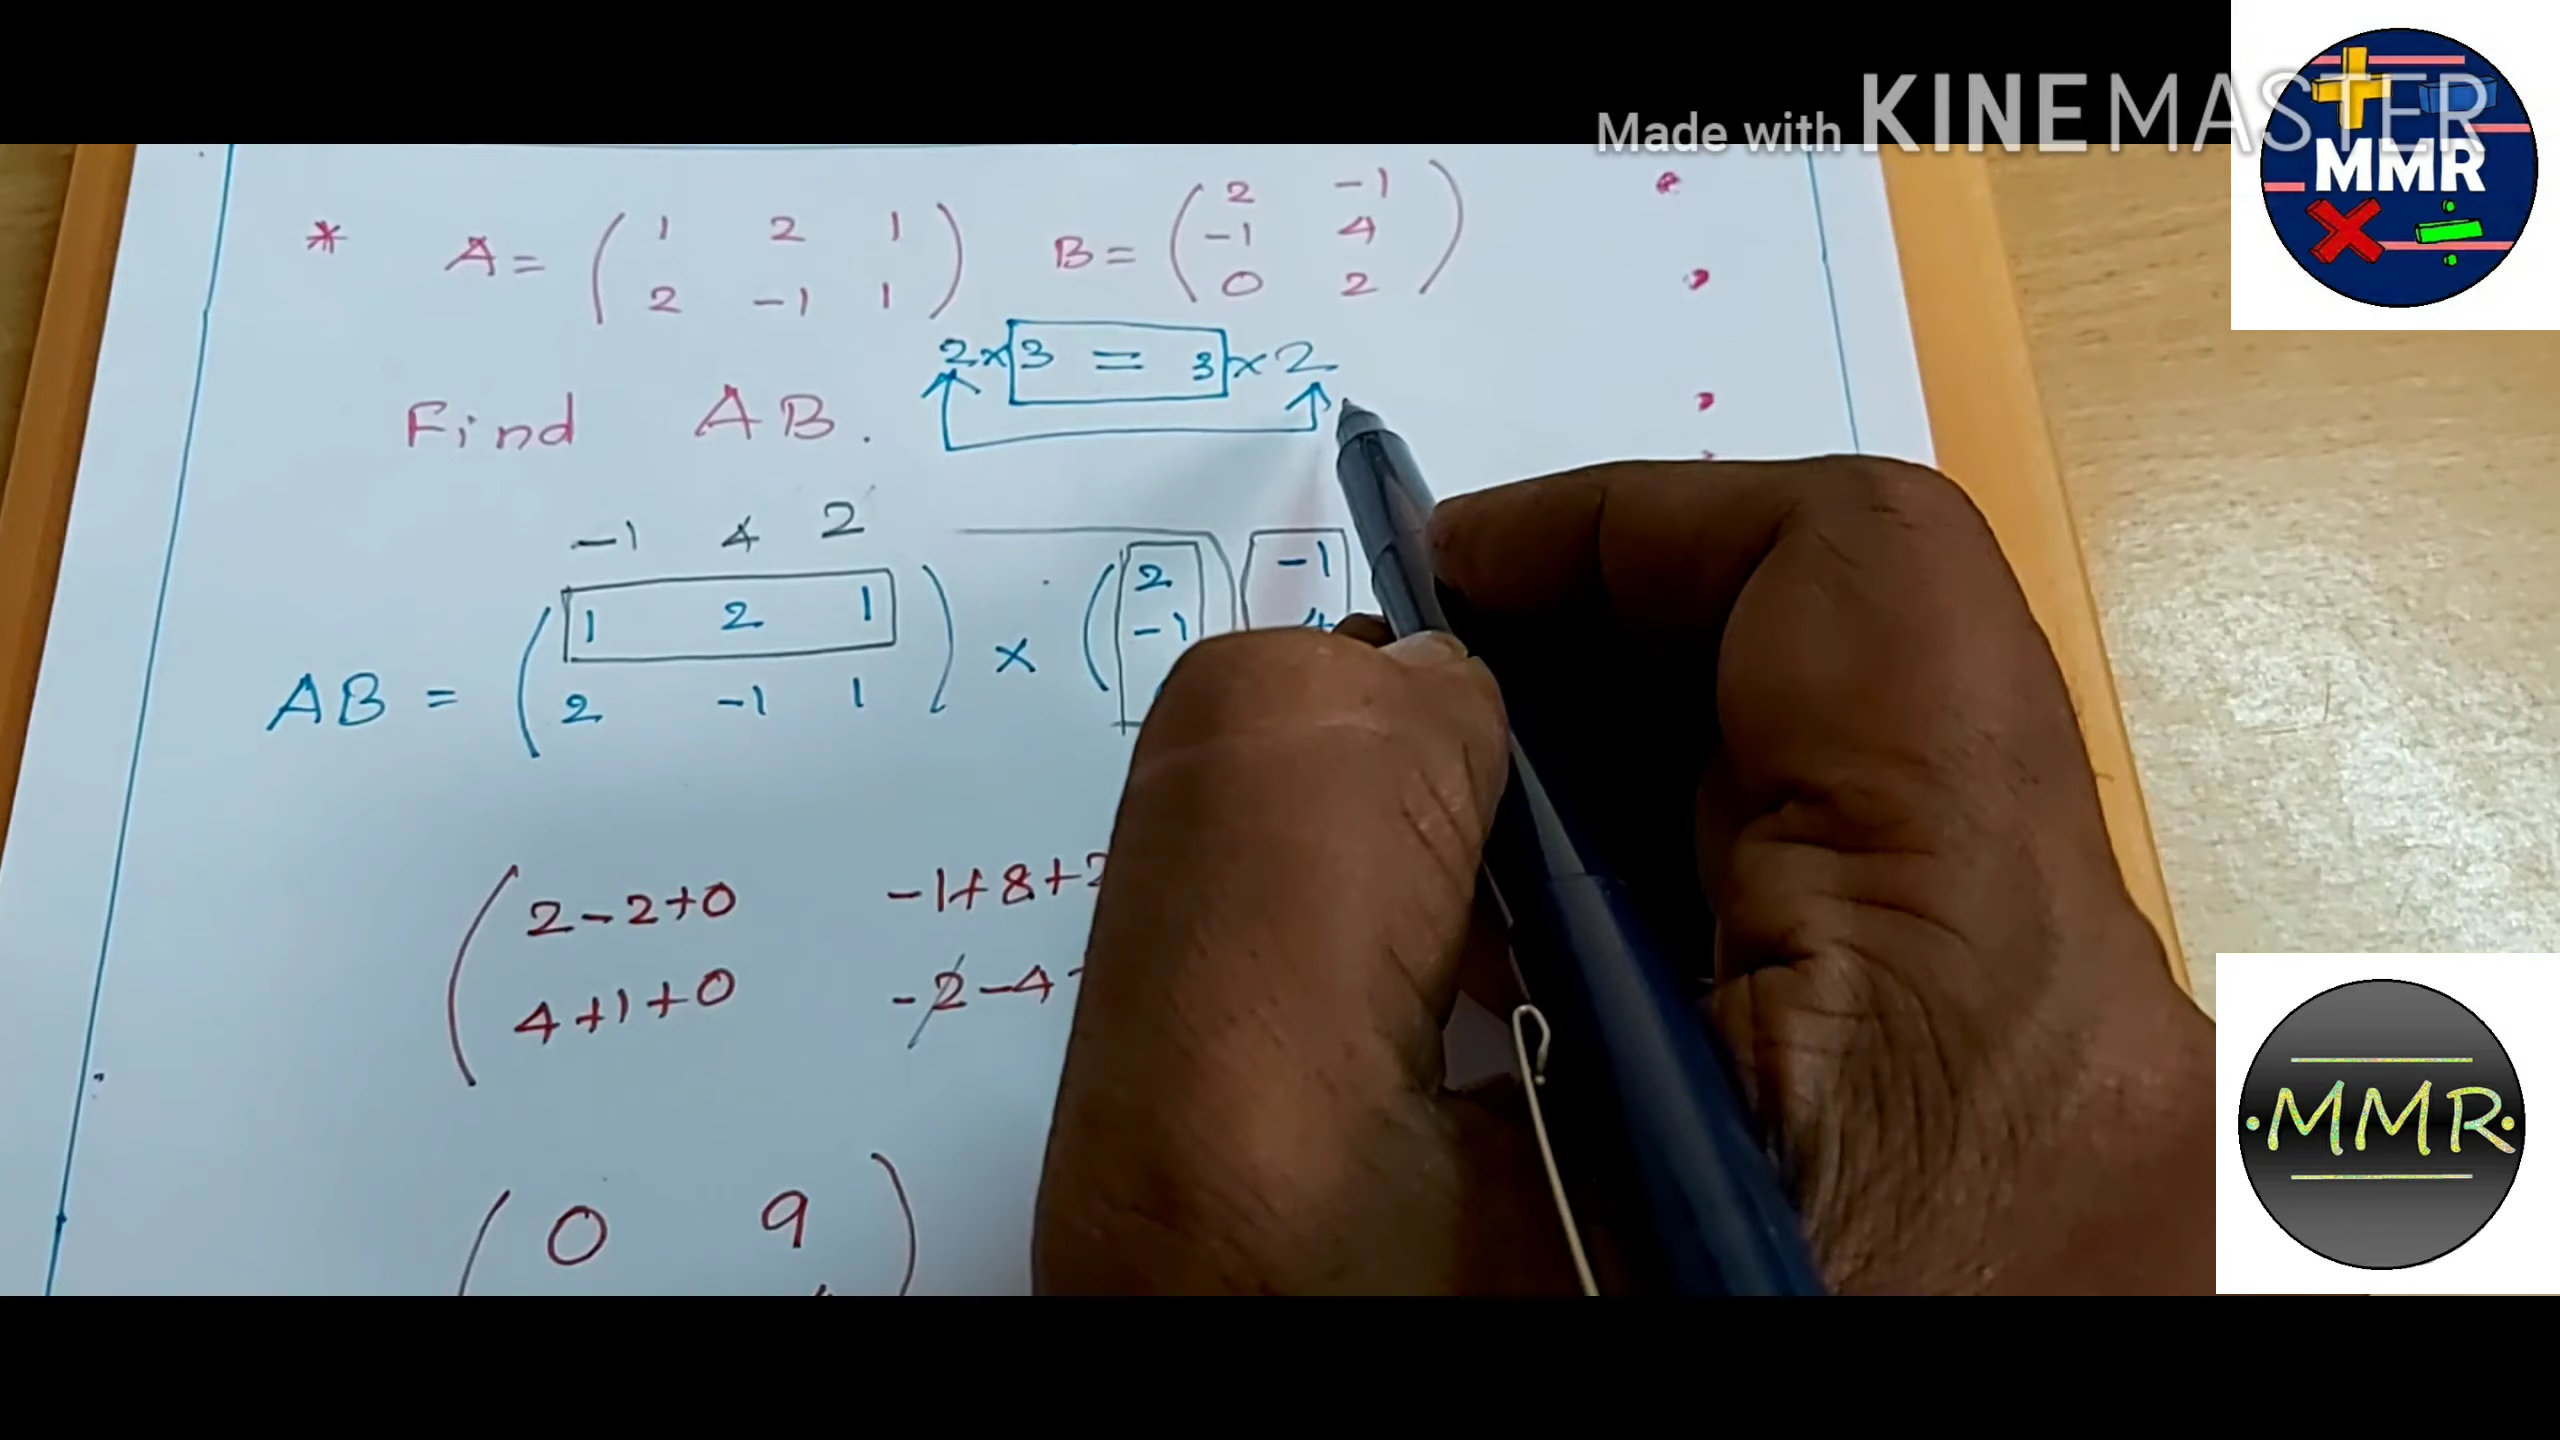 Made with KINEMASTER
MMR
* A = ( 1 2 1 B = ( 2 -1
-1 4
2 -1 1 ) 0 2 )
2×3 = 3×2
Find AB.
-1 4 2
1 2 1 2 -1
AB = ( 2 -1 1 ) × ( -1 4
2-2+0 -1+8+2
4+1+0 -2-4
0 9
MMR